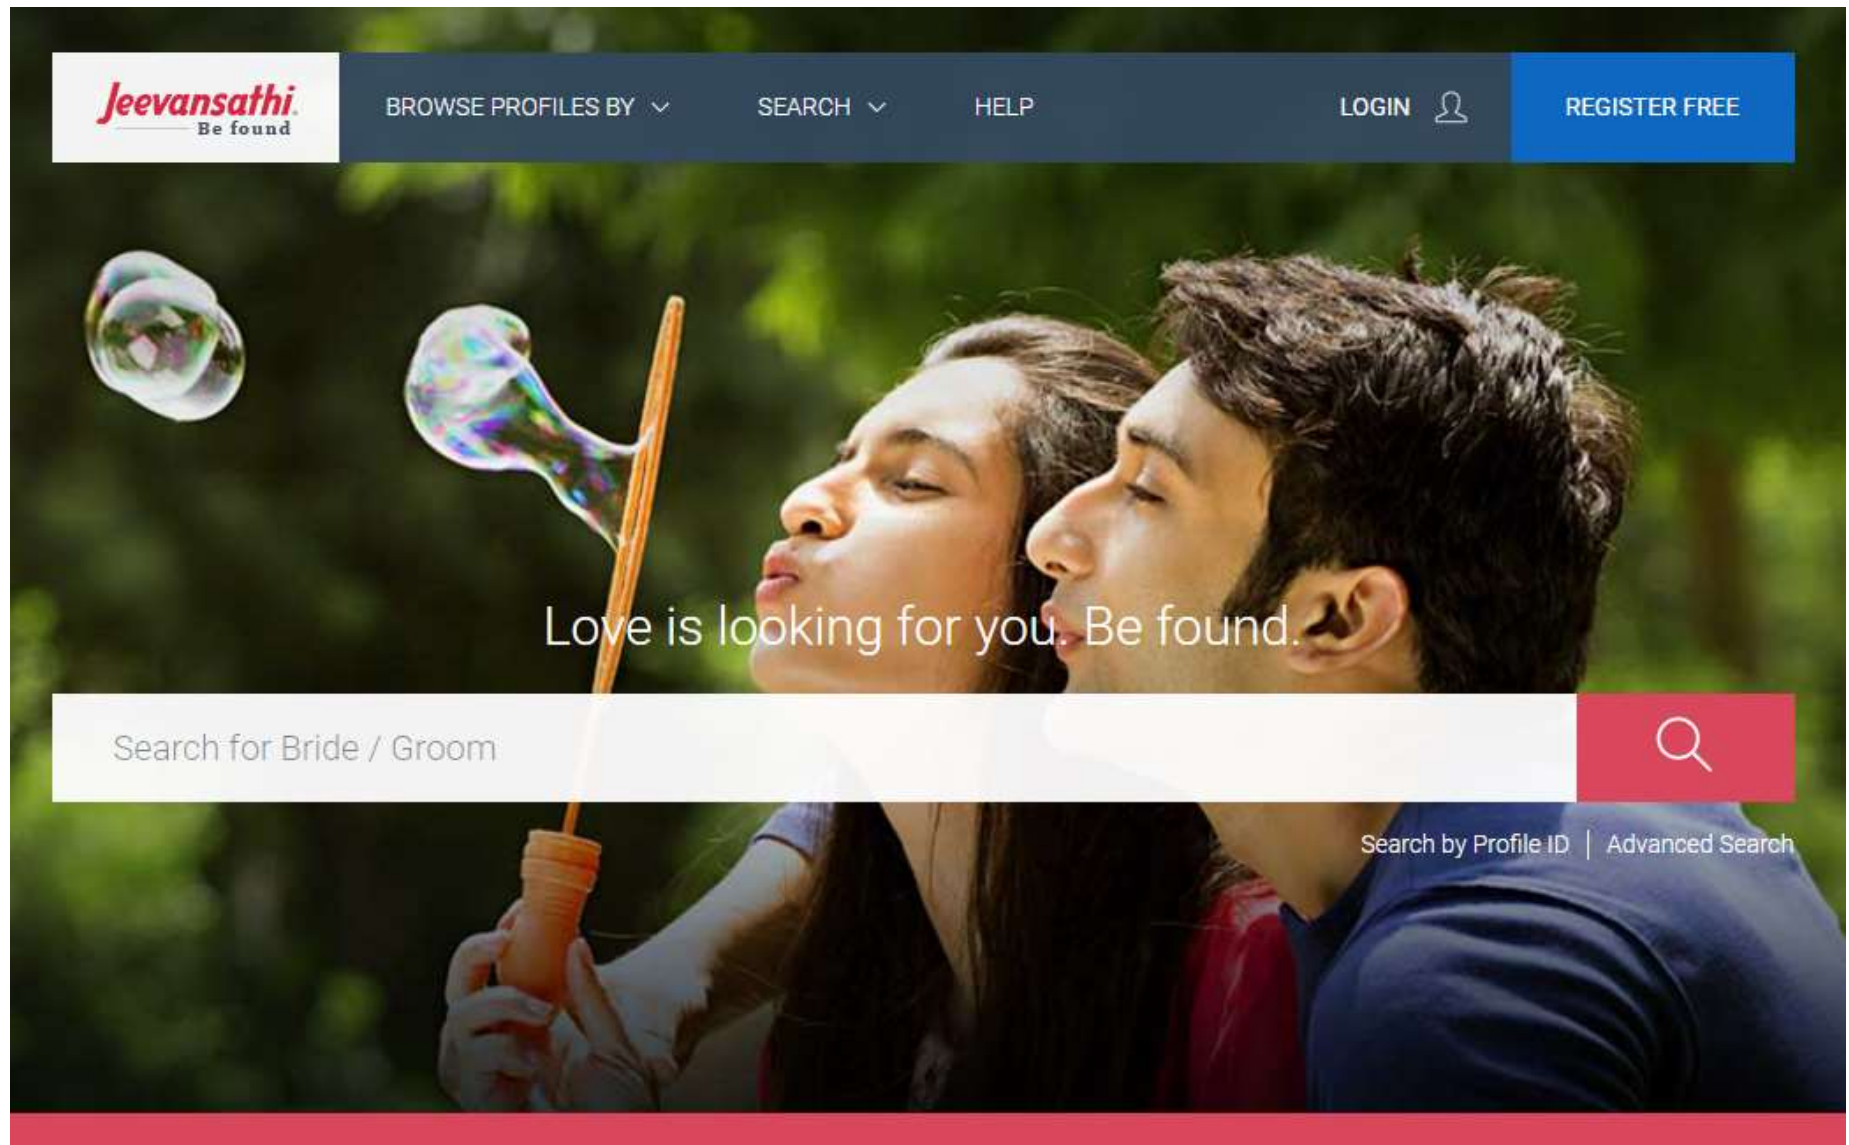 Jeevansathi.
Be found
BROWSE PROFILES BY
SEARCH
HELP
LOGIN
REGISTER FREE
Love is looking for you. Be found.
Search for Bride / Groom
Search by Profile ID | Advanced Search